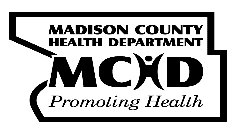 MADISON COUNTY
HEALTH DEPARTMENT
MCHD
Promoting Health